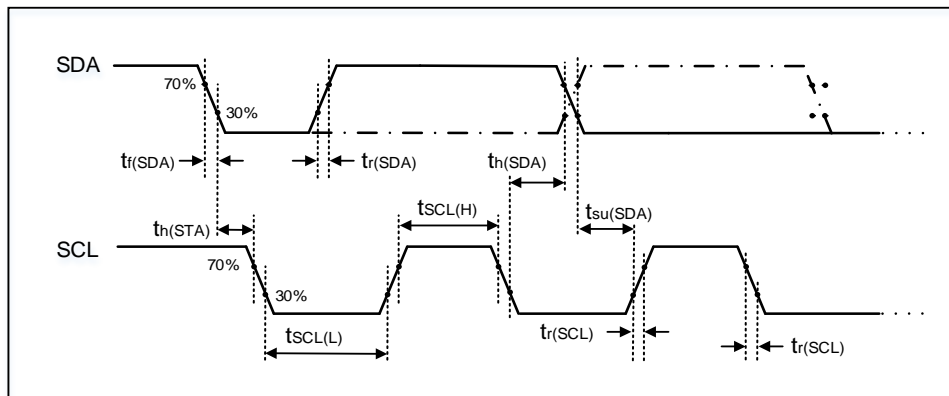 SDA
70%
30%
tf(SDA)
tr(SDA)
th(SDA)
tSCL(H)
tsu(SDA)
th(STA)
SCL
70%
30%
tSCL(L)
tr(SCL)
tr(SCL)